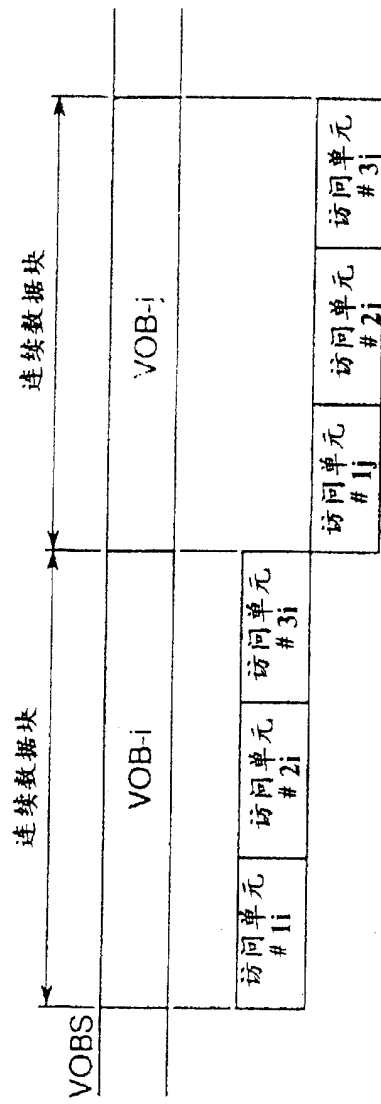 连续数据块
连续数据块
VOBS
VOB-i
VOB-j
访问单元
# 1i
访问单元
# 2i
访问单元
# 3i
访问单元
# 1j
访问单元
# 2j
访问单元
# 3j